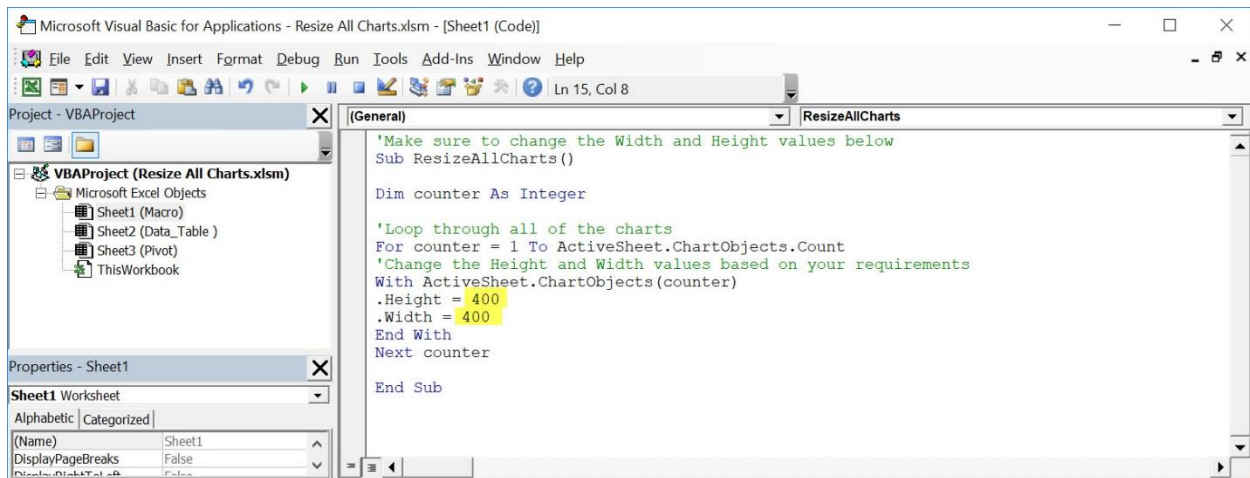 Microsoft Visual Basic for Applications - Resize All Charts.xlsm - [Sheet1 (Code)]
File Edit View Insert Format Debug Run Tools Add-Ins Window Help
Ln 15, Col 8
Project - VBAProject
VBAProject (Resize All Charts.xlsm)
Microsoft Excel Objects
Sheet1 (Macro)
Sheet2 (Data_Table )
Sheet3 (Pivot)
ThisWorkbook
Properties - Sheet1
Sheet1 Worksheet
Alphabetic Categorized
(Name) Sheet1
DisplayPageBreaks False
(General) ResizeAllCharts
'Make sure to change the Width and Height values below
Sub ResizeAllCharts()
Dim counter As Integer
'Loop through all of the charts
For counter = 1 To ActiveSheet.ChartObjects.Count
'Change the Height and Width values based on your requirements
With ActiveSheet.ChartObjects(counter)
.Height = 400
.Width = 400
End With
Next counter
End Sub